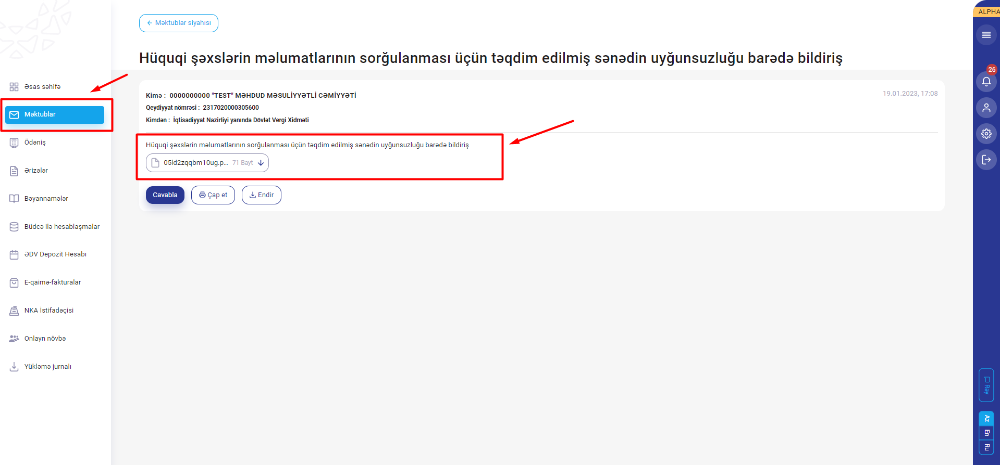 ALPHA
Məktublar siyahısı
Hüquqi şəxslərin məlumatlarının sorğulanması üçün təqdim edilmiş sənədin uyğunsuzluğu barədə bildiriş
26
Əsas səhifə
Məktublar
Ödəniş
Ərizələr
Bəyannamələr
Büdcə ilə hesablaşmalar
ƏDV Depozit Hesabı
E-qaimə-fakturalar
NKA İstifadəçisi
Onlayn növbə
Yükləmə jurnalı
Kimə : 0000000000 "TEST" MƏHDUD MƏSULİYYƏTLİ CƏMİYYƏTİ
19.01.2023, 17:08
Qeydiyyat nömrəsi : 2317020000305600
Kimdən : İqtisadiyyat Nazirliyi yanında Dövlət Vergi Xidməti
Hüquqi şəxslərin məlumatlarının sorğulanması üçün təqdim edilmiş sənədin uyğunsuzluğu barədə bildiriş
05ld2zqqbm10ug.p... 71 Bayt
Cavabla
Çap et
Endir
Rəy
Az
En
Ru